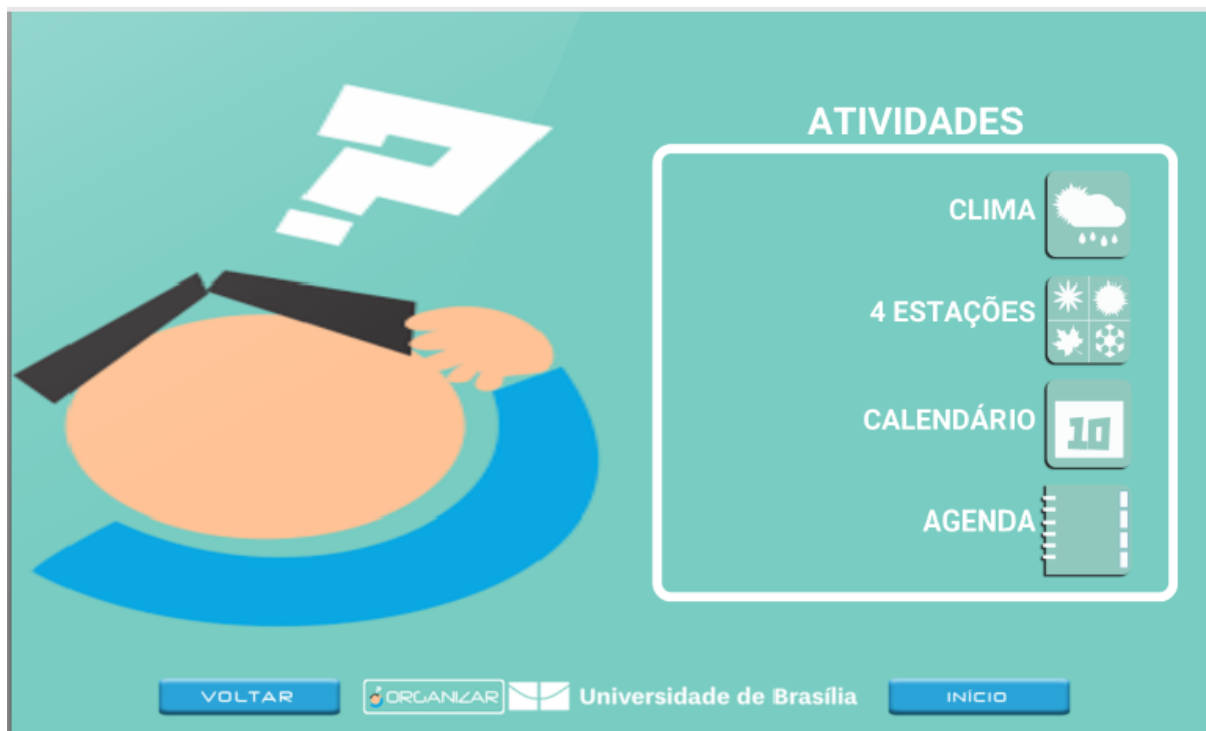 ?
ATIVIDADES
CLIMA
4 ESTAÇÕES
CALENDÁRIO
10
AGENDA
VOLTAR
ORGANIZAR
Universidade de Brasília
INÍCIO